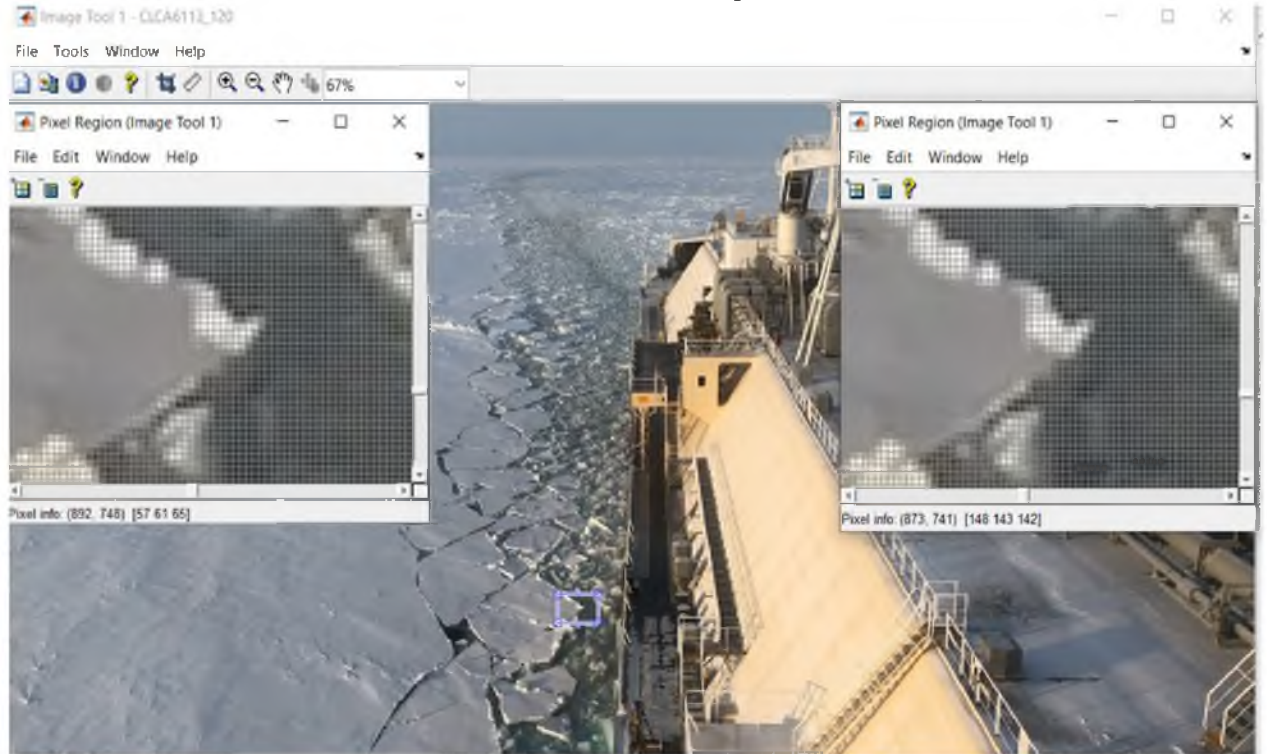 Image Tool 1 - CLCA6113_120
File Tools Window Help
67%
Pixel Region (Image Tool 1)
File Edit Window Help
Pixel info: (892, 748) [57 61 65]
Pixel Region (Image Tool 1)
File Edit Window Help
Pixel info: (873, 741) [148 143 142]